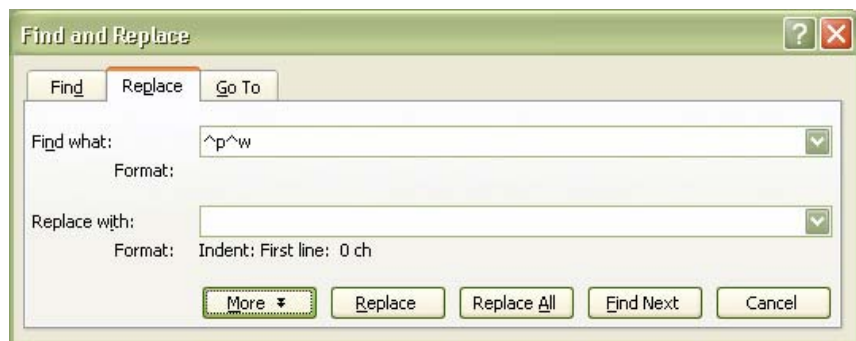 Find and Replace
Find Replace Go To
Find what: ^p^w
Format:
Replace with:
Format: Indent: First line: 0 ch
More Replace Replace All Find Next Cancel